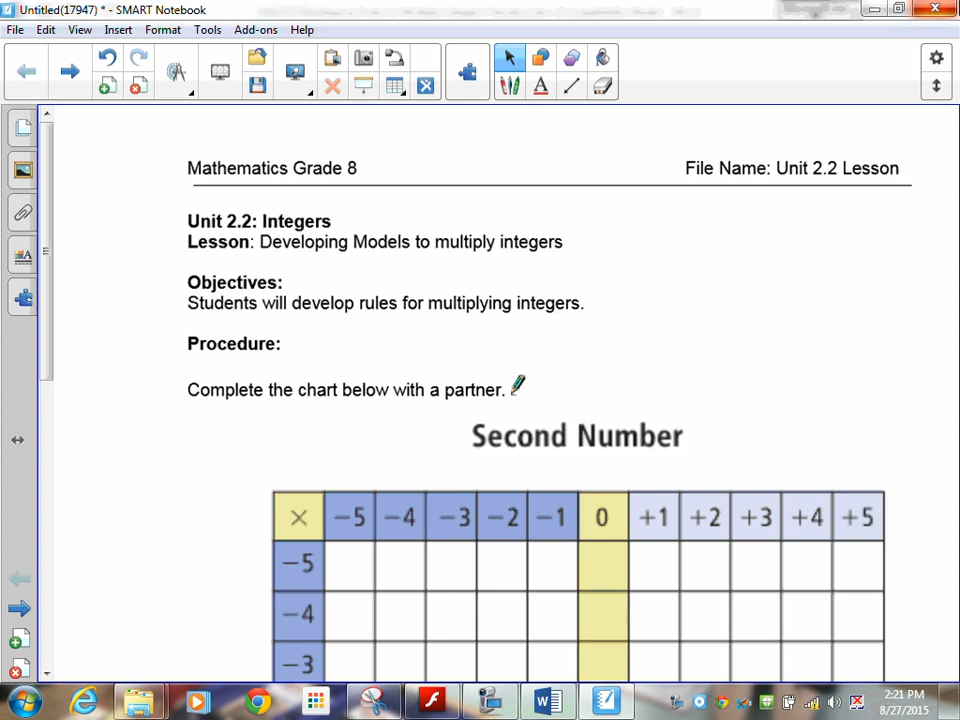 Untitled(17947) * - SMART Notebook
File Edit View Insert Format Tools Add-ons Help
Mathematics Grade 8 File Name: Unit 2.2 Lesson
Unit 2.2: Integers
Lesson: Developing Models to multiply integers
Objectives:
Students will develop rules for multiplying integers.
Procedure:
Complete the chart below with a partner.
Second Number
× −5 −4 −3 −2 −1 0 +1 +2 +3 +4 +5
−5
−4
−3
2:21 PM
8/27/2015